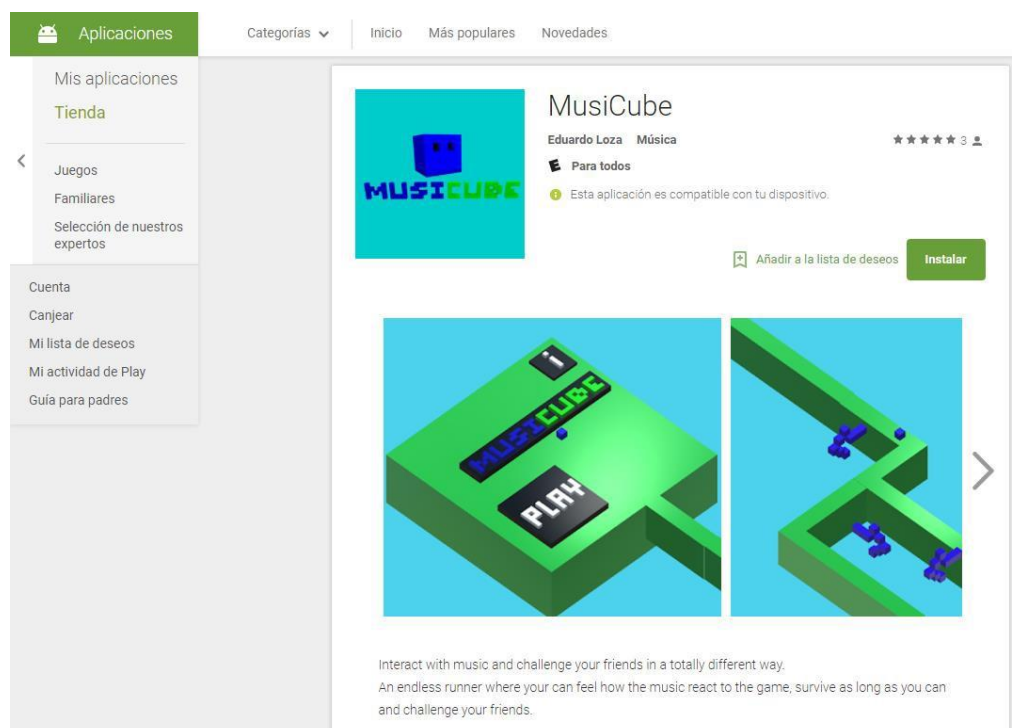 Aplicaciones
Categorías
Inicio
Más populares
Novedades
Mis aplicaciones
Tienda
Juegos
Familiares
Selección de nuestros
expertos
Cuenta
Canjear
Mi lista de deseos
Mi actividad de Play
Guía para padres
MUSICUBE
MusiCube
Eduardo Loza Música
3
E Para todos
Esta aplicación es compatible con tu dispositivo.
Añadir a la lista de deseos
Instalar
i
MUSICUBE
PLAY
Interact with music and challenge your friends in a totally different way.
An endless runner where your can feel how the music react to the game, survive as long as you can
and challenge your friends.